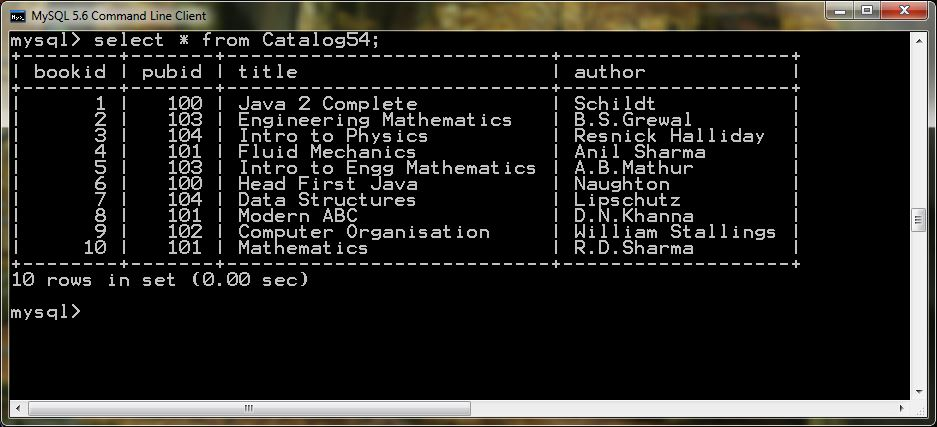 MySQL 5.6 Command Line Client
mysql> select * from Catalog54;
+--------+-------+---------------------------+-------------------+
| bookid | pubid | title                     | author            |
+--------+-------+---------------------------+-------------------+
|      1 |   100 | Java 2 Complete           | Schildt           |
|      2 |   103 | Engineering Mathematics   | B.S.Grewal        |
|      3 |   104 | Intro to Physics          | Resnick Halliday  |
|      4 |   101 | Fluid Mechanics           | Anil Sharma       |
|      5 |   103 | Intro to Engg Mathematics | A.B.Mathur        |
|      6 |   100 | Head First Java           | Naughton          |
|      7 |   104 | Data Structures           | Lipschutz         |
|      8 |   101 | Modern ABC                | D.N.Khanna        |
|      9 |   102 | Computer Organisation     | William Stallings |
|     10 |   101 | Mathematics               | R.D.Sharma        |
+--------+-------+---------------------------+-------------------+
10 rows in set (0.00 sec)
mysql>